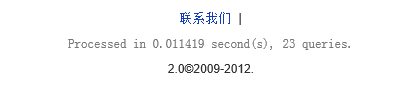 联系我们 |
Processed in 0.011419 second(s), 23 queries.
2.0©2009-2012.